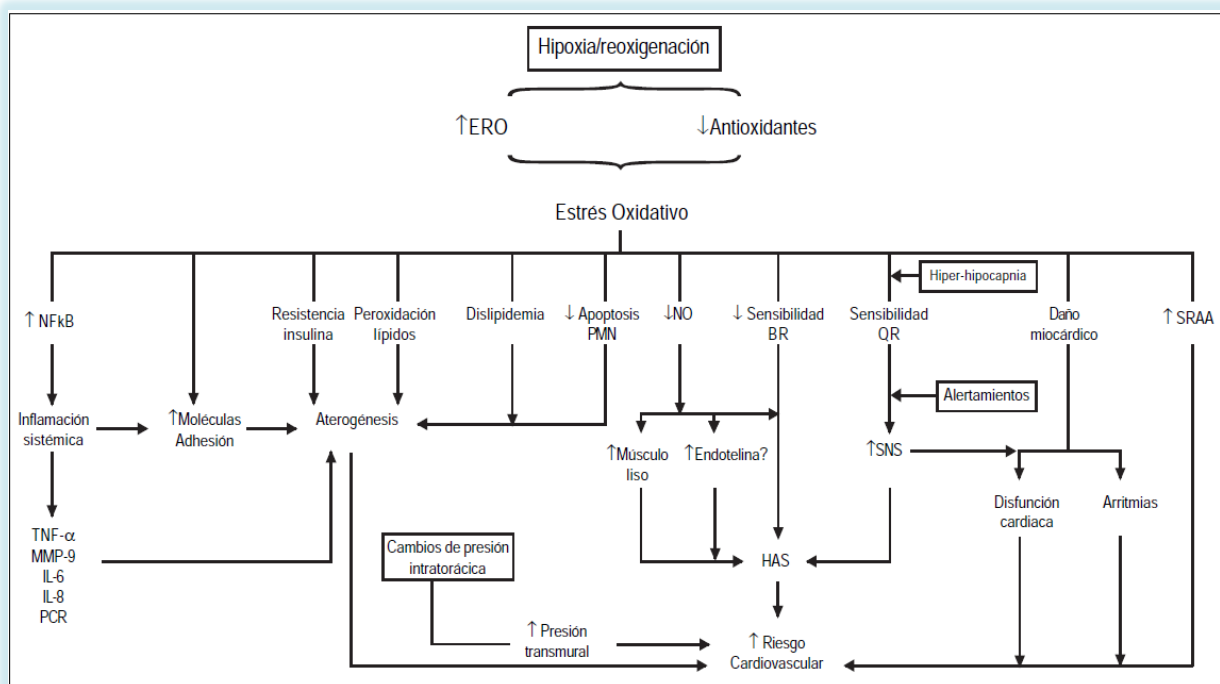 Hipoxia/reoxigenación
↑ERO
↓Antioxidantes
Estrés Oxidativo
Hiper-hipocapnia
↑ NFkB
Resistencia
insulina
Peroxidación
lípidos
Dislipidemia
↓ Apoptosis
PMN
↓NO
↓ Sensibilidad
BR
Sensibilidad
QR
Daño
miocárdico
↑ SRAA
Alertamientos
Inflamación
sistémica
↑Moléculas
Adhesión
Aterogénesis
↑Músculo
liso
↑Endotelina?
↑SNS
Disfunción
cardiaca
Arritmias
TNF-α
MMP-9
IL-6
IL-8
PCR
Cambios de presión
intratorácica
HAS
↑ Presión
transmural
↑ Riesgo
Cardiovascular